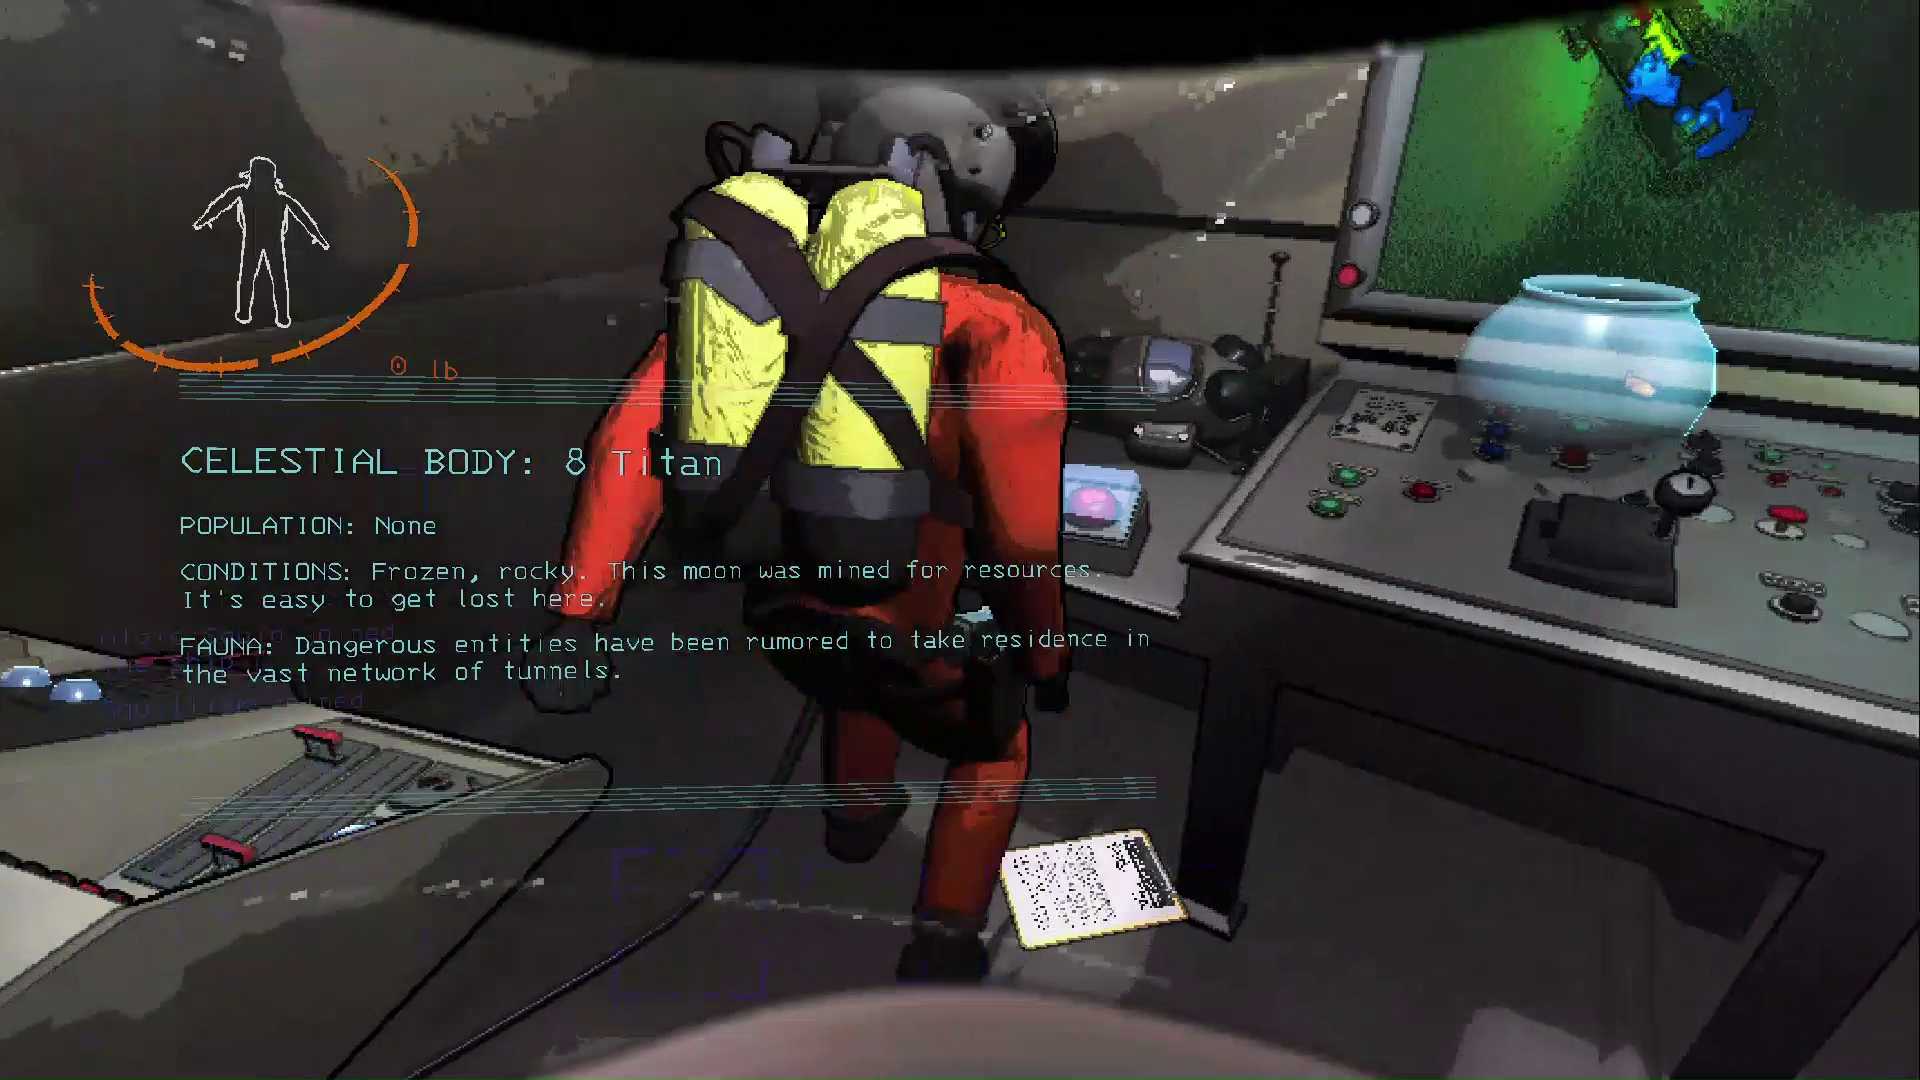 0 lb
CELESTIAL BODY: 8 Titan
POPULATION: None
CONDITIONS: Frozen, rocky. This moon was mined for resources.
It's easy to get lost here.
FAUNA: Dangerous entities have been rumored to take residence in
the vast network of tunnels.